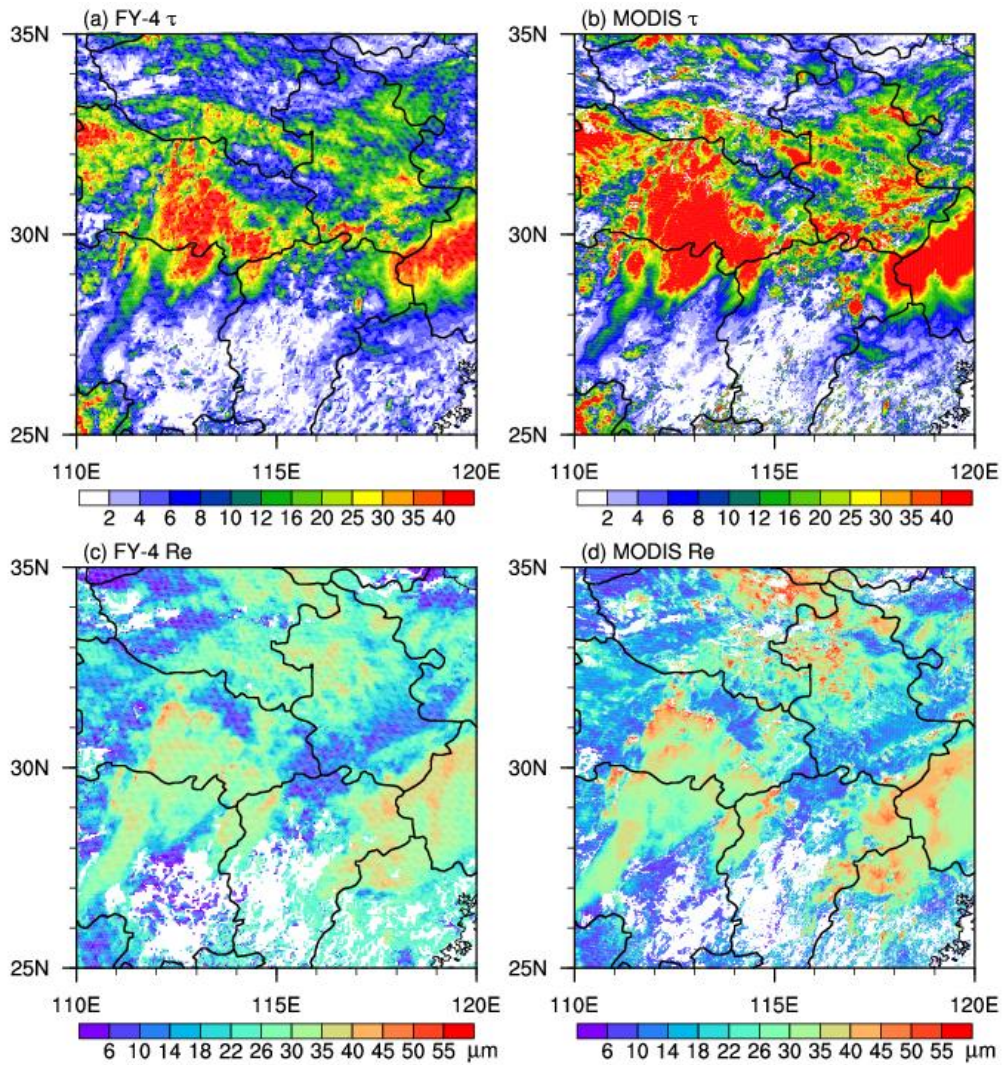 (a) FY-4 τ
(b) MODIS τ
35N
35N
30N
30N
25N
25N
110E 115E 120E
110E 115E 120E
2 4 6 8 10 12 16 20 25 30 35 40
2 4 6 8 10 12 16 20 25 30 35 40
(c) FY-4 Re
(d) MODIS Re
35N
35N
30N
30N
25N
25N
110E 115E 120E
110E 115E 120E
6 10 14 18 22 26 35 40 45 50 55 μm
6 10 14 18 22 26 35 40 45 50 55 μm